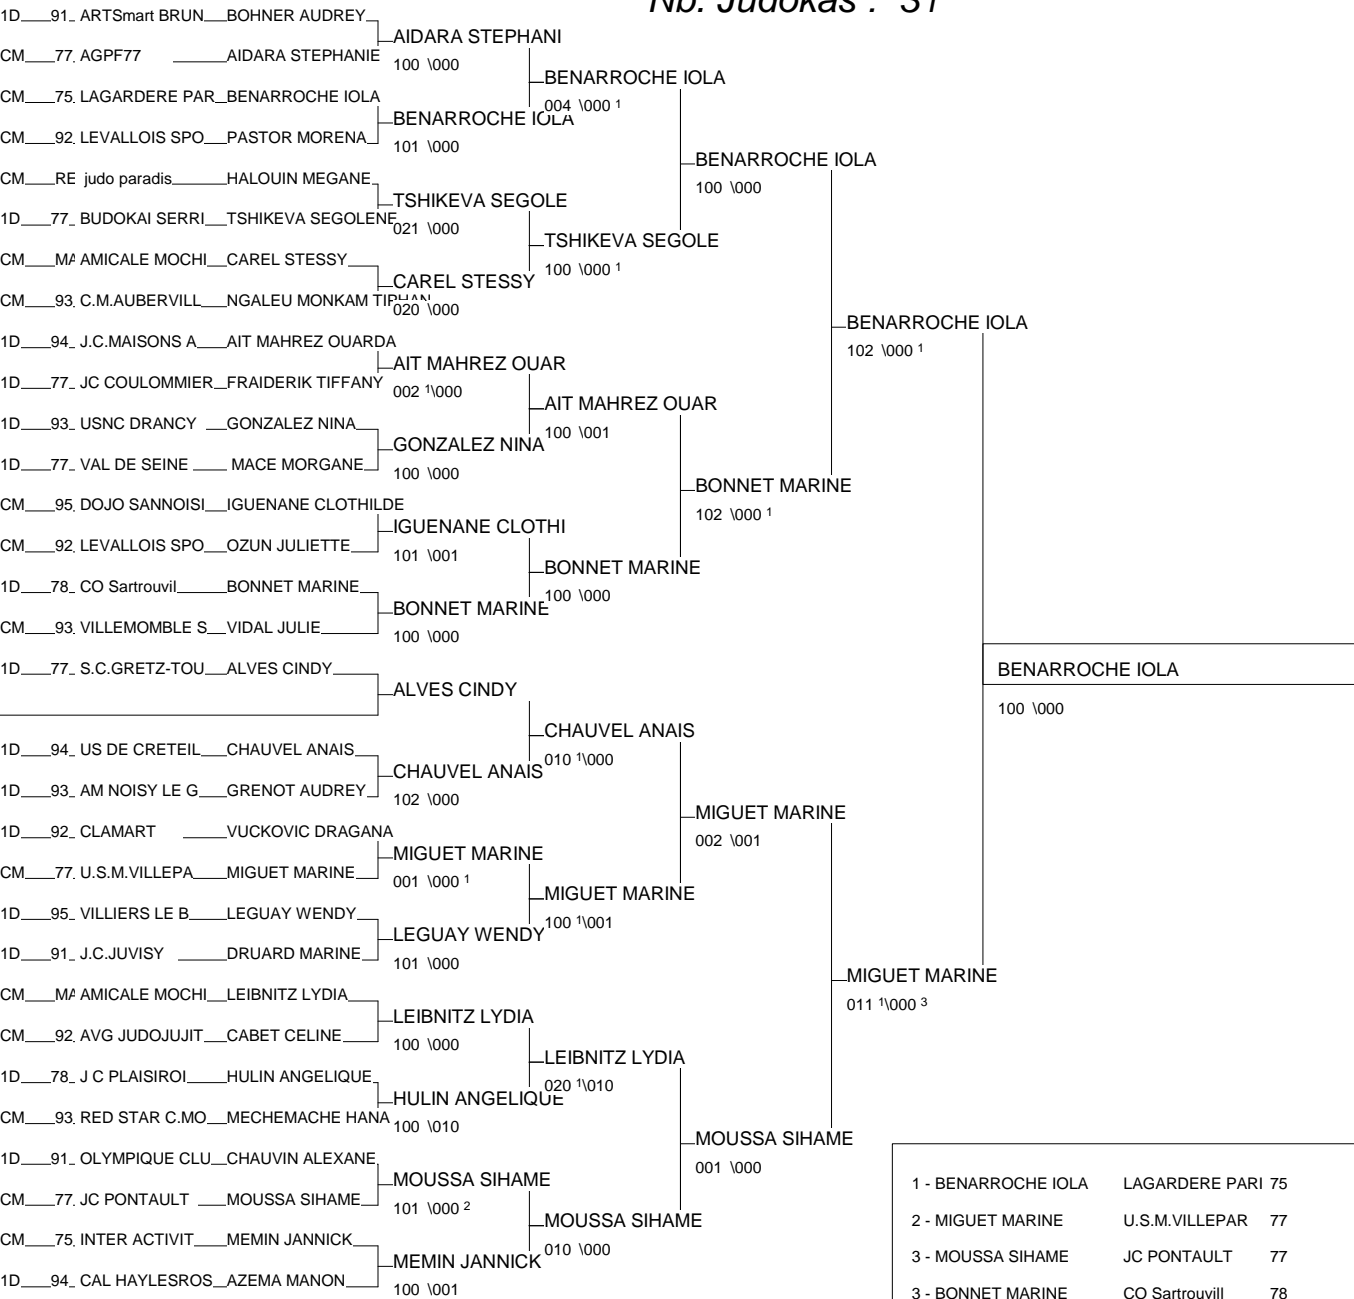 Nb. Judokas : 31
1D 91 ARTSmart BRUN BOHNER AUDREY
CM 77 AGPF77 AIDARA STEPHANIE
CM 75 LAGARDERE PAR BENARROCHE IOLA
CM 92 LEVALLOIS SPO PASTOR MORENA
CM RE judo paradis HALOUIN MEGANE
1D 77 BUDOKAI SERRI TSHIKEVA SEGOLENE
CM MA AMICALE MOCHI CAREL STESSY
CM 93 C.M.AUBERVILL NGALEU MONKAM TIPHAN
1D 94 J.C.MAISONS A AIT MAHREZ OUARDA
1D 77 JC COULOMMIER FRAIDERIK TIFFANY
1D 93 USNC DRANCY GONZALEZ NINA
1D 77 VAL DE SEINE MACE MORGANE
CM 95 DOJO SANNOISI IGUENANE CLOTHILDE
CM 92 LEVALLOIS SPO OZUN JULIETTE
1D 78 CO Sartrouvil BONNET MARINE
CM 93 VILLEMOMBLE S VIDAL JULIE
1D 77 S.C.GRETZ-TOU ALVES CINDY
1D 94 US DE CRETEIL CHAUVEL ANAIS
1D 93 AM NOISY LE G GRENOT AUDREY
1D 92 CLAMART VUCKOVIC DRAGANA
CM 77 U.S.M.VILLEPA MIGUET MARINE
1D 95 VILLIERS LE B LEGUAY WENDY
1D 91 J.C.JUVISY DRUARD MARINE
CM MA AMICALE MOCHI LEIBNITZ LYDIA
CM 92 AVG JUDOJUJIT CABET CELINE
1D 78 J C PLAISIROI HULIN ANGELIQUE
CM 93 RED STAR C.MO MECHEMACHE HANA
1D 91 OLYMPIQUE CLU CHAUVIN ALEXANE
CM 77 JC PONTAULT MOUSSA SIHAME
CM 75 INTER ACTIVIT MEMIN JANNICK
1D 94 CAL HAYLESROS AZEMA MANON
AIDARA STEPHANI
100 \000
BENARROCHE IOLA
101 \000
TSHIKEVA SEGOLE
021 \000
CAREL STESSY
020 \000
AIT MAHREZ OUAR
002 1\000
GONZALEZ NINA
100 \000
IGUENANE CLOTHI
101 \001
BONNET MARINE
100 \000
ALVES CINDY
CHAUVEL ANAIS
102 \000
MIGUET MARINE
001 \000 1
LEGUAY WENDY
101 \000
LEIBNITZ LYDIA
100 \000
HULIN ANGELIQUE
100 \010
MOUSSA SIHAME
101 \000 2
MEMIN JANNICK
100 \001
BENARROCHE IOLA
004 \000 1
TSHIKEVA SEGOLE
100 \000 1
AIT MAHREZ OUAR
100 \001
BONNET MARINE
100 \000
CHAUVEL ANAIS
010 1\000
MIGUET MARINE
100 1\001
LEIBNITZ LYDIA
020 1\010
MOUSSA SIHAME
010 \000
BENARROCHE IOLA
100 \000
BONNET MARINE
102 \000 1
MIGUET MARINE
002 \001
MOUSSA SIHAME
001 \000
BENARROCHE IOLA
102 \000 1
MIGUET MARINE
011 1\000 3
BENARROCHE IOLA
100 \000
1 - BENARROCHE IOLA LAGARDERE PARI 75
2 - MIGUET MARINE U.S.M.VILLEPAR 77
3 - MOUSSA SIHAME JC PONTAULT 77
3 - BONNET MARINE CO Sartrouvill 78